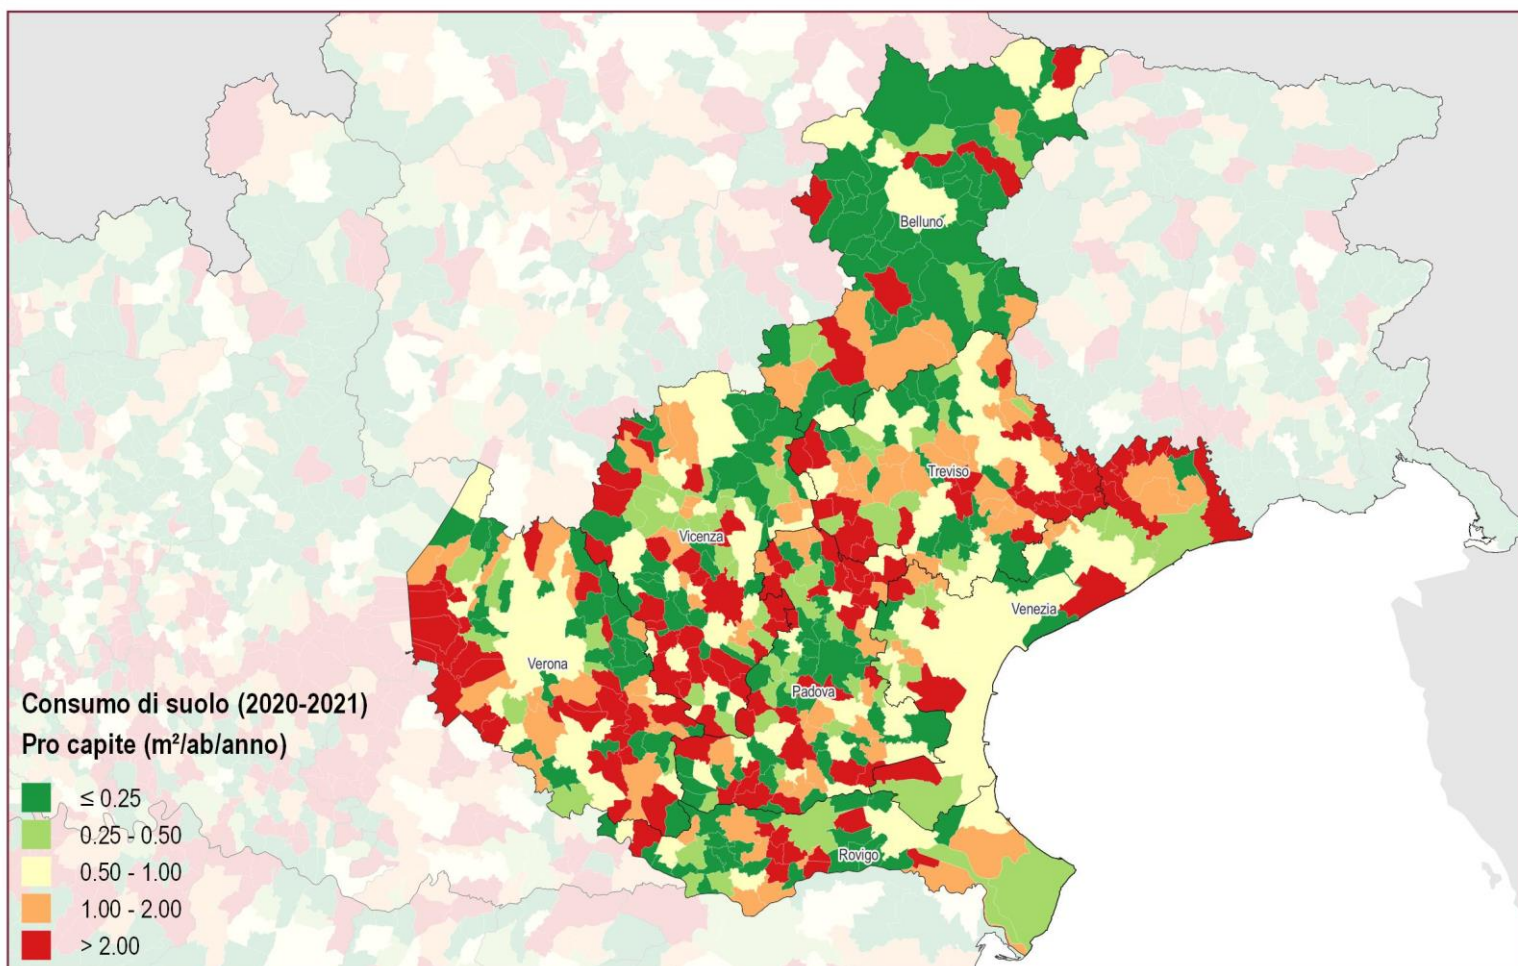 Belluno
Treviso
Vicenza
Venezia
Verona
Padova
Rovigo
Consumo di suolo (2020-2021)
Pro capite (m²/ab/anno)
≤ 0.25
0.25 - 0.50
0.50 - 1.00
1.00 - 2.00
> 2.00